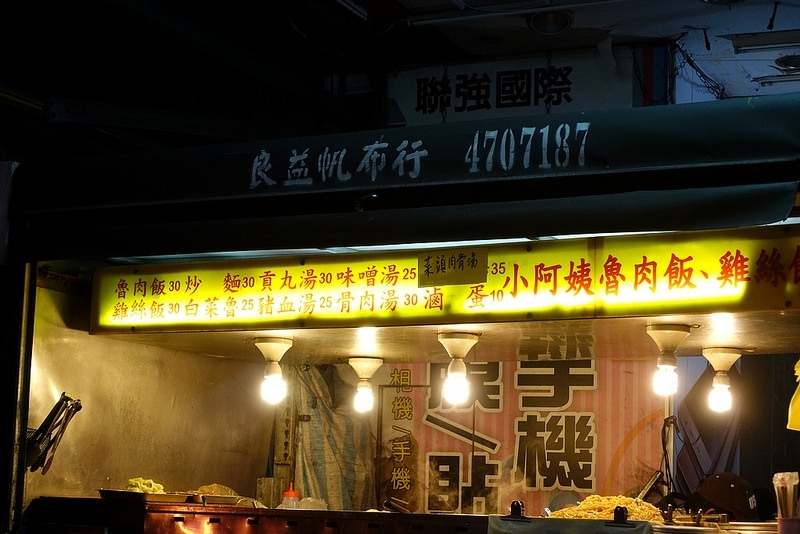 聯強國際
良益帆布行 4707187
魯肉飯30 炒 麵30 貢丸湯30 味噌湯25 菜頭肉骨湯 35
雞絲飯30 白菜魯25 豬血湯25 骨肉湯30 滷 蛋10
小阿姨魯肉飯、雞絲飯
相機/手機/
手機
/貼